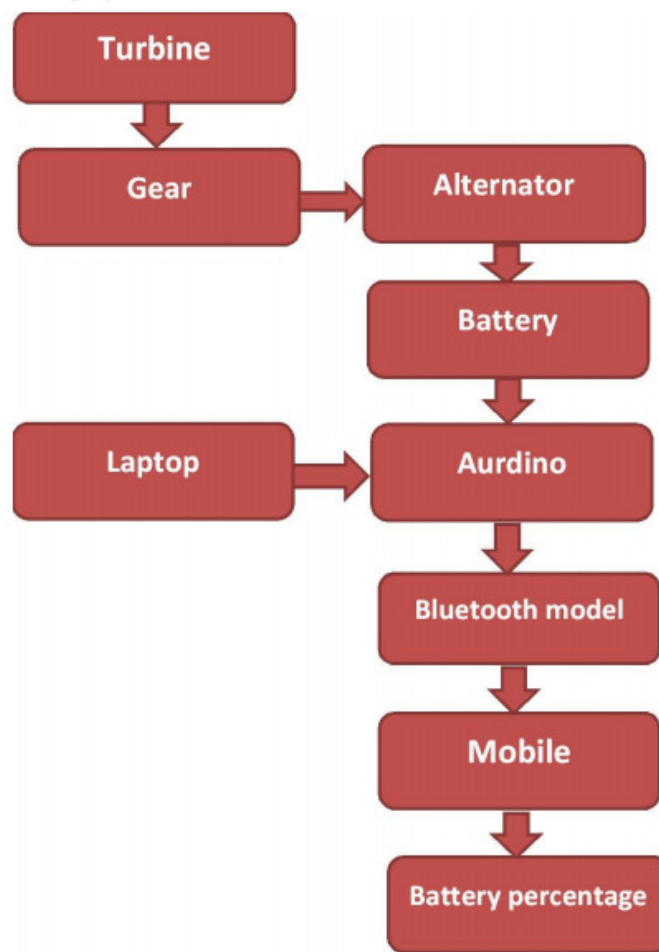 Turbine
Gear
Alternator
Battery
Laptop
Aurdino
Bluetooth model
Mobile
Battery percentage